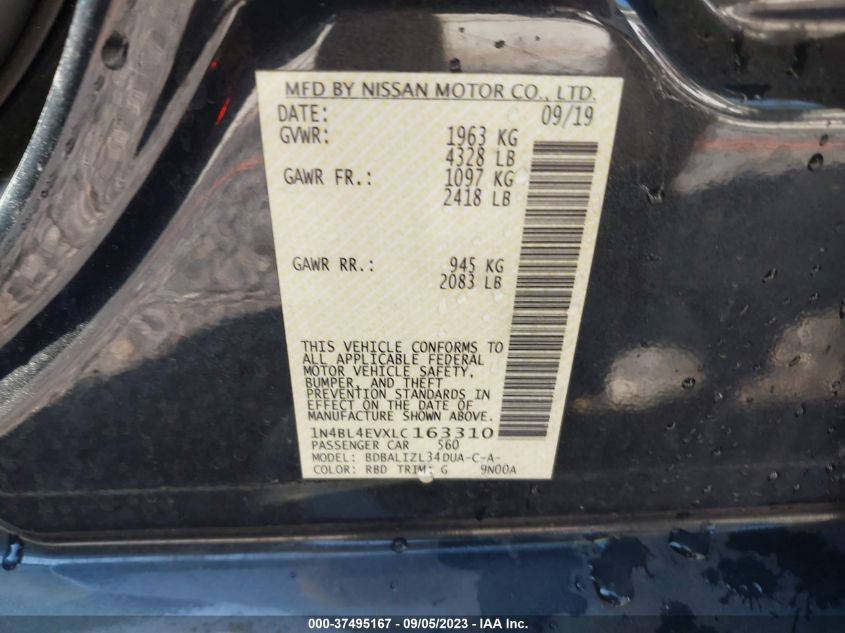 MFD BY NISSAN MOTOR CO., LTD.
DATE: 09/19
GVWR: 1963 KG
4328 LB
GAWR FR.: 1097 KG
2418 LB
GAWR RR.: 945 KG
2083 LB
THIS VEHICLE CONFORMS TO
ALL APPLICABLE FEDERAL
MOTOR VEHICLE SAFETY,
BUMPER, AND THEFT
PREVENTION STANDARDS IN
EFFECT ON THE DATE OF
MANUFACTURE SHOWN ABOVE.
1N4BL4EVXLC163310
PASSENGER CAR 560
MODEL: BDBALIZL34DUA-C-A-
COLOR: RBD TRIM: G 9N00A
000-37495167 - 09/05/2023 - IAA Inc.